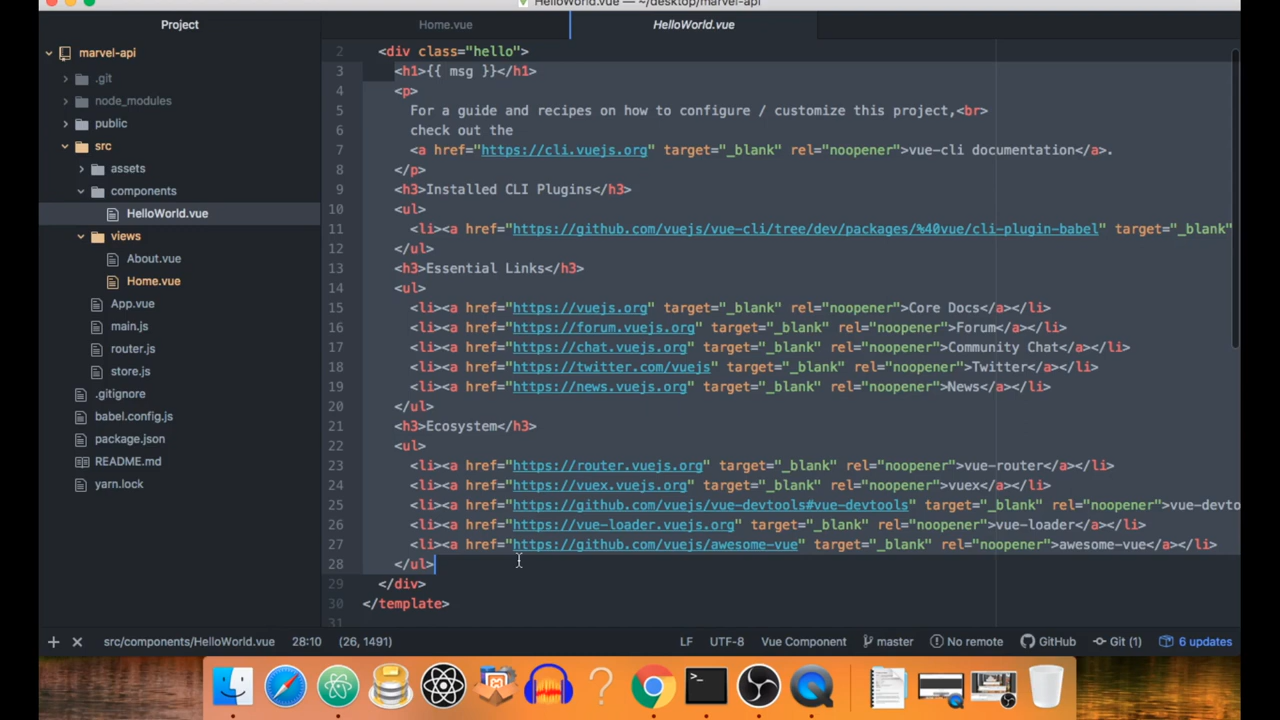 HelloWorld.vue — ~/desktop/marvel-api
Project
Home.vue
HelloWorld.vue
marvel-api
.git
node_modules
public
src
assets
components
HelloWorld.vue
views
About.vue
Home.vue
App.vue
main.js
router.js
store.js
.gitignore
babel.config.js
package.json
README.md
yarn.lock
2 <div class="hello">
3 <h1>{{ msg }}</h1>
4 <p>
5 For a guide and recipes on how to configure / customize this project,<br>
6 check out the
7 <a href="https://cli.vuejs.org" target="_blank" rel="noopener">vue-cli documentation</a>.
8 </p>
9 <h3>Installed CLI Plugins</h3>
10 <ul>
11 <li><a href="https://github.com/vuejs/vue-cli/tree/dev/packages/%40vue/cli-plugin-babel" target="_blank"
12 </ul>
13 <h3>Essential Links</h3>
14 <ul>
15 <li><a href="https://vuejs.org" target="_blank" rel="noopener">Core Docs</a></li>
16 <li><a href="https://forum.vuejs.org" target="_blank" rel="noopener">Forum</a></li>
17 <li><a href="https://chat.vuejs.org" target="_blank" rel="noopener">Community Chat</a></li>
18 <li><a href="https://twitter.com/vuejs" target="_blank" rel="noopener">Twitter</a></li>
19 <li><a href="https://news.vuejs.org" target="_blank" rel="noopener">News</a></li>
20 </ul>
21 <h3>Ecosystem</h3>
22 <ul>
23 <li><a href="https://router.vuejs.org" target="_blank" rel="noopener">vue-router</a></li>
24 <li><a href="https://vuex.vuejs.org" target="_blank" rel="noopener">vuex</a></li>
25 <li><a href="https://github.com/vuejs/vue-devtools#vue-devtools" target="_blank" rel="noopener">vue-devto
26 <li><a href="https://vue-loader.vuejs.org" target="_blank" rel="noopener">vue-loader</a></li>
27 <li><a href="https://github.com/vuejs/awesome-vue" target="_blank" rel="noopener">awesome-vue</a></li>
28 </ul>
29 </div>
30 </template>
31
src/components/HelloWorld.vue 28:10 (26, 1491) LF UTF-8 Vue Component master No remote GitHub Git (1) 6 updates